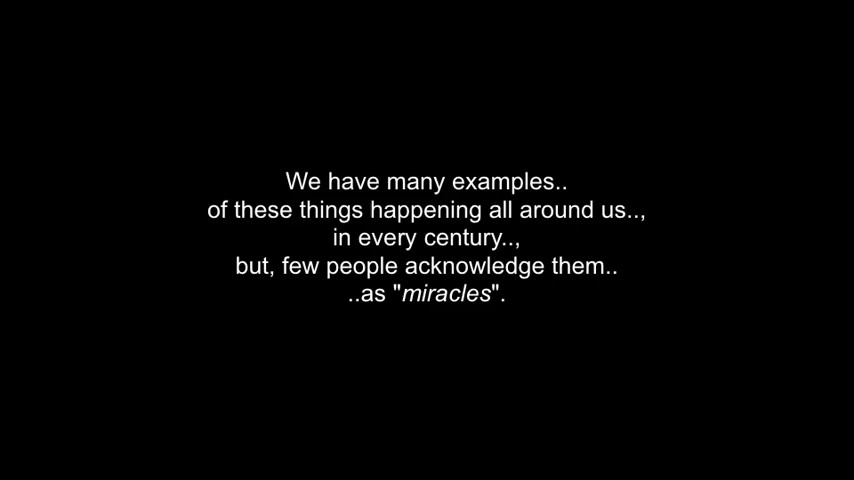 We have many examples..
of these things happening all around us..,
in every century..,
but, few people acknowledge them..
..as "miracles".